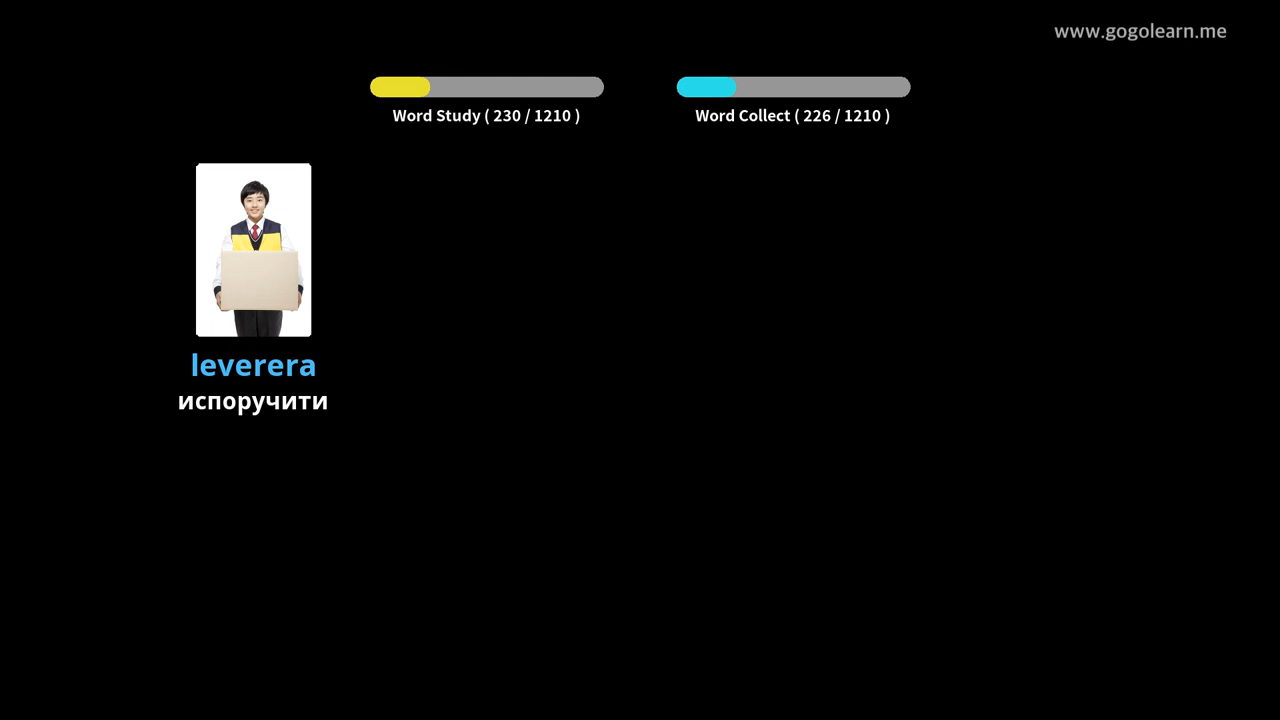 www.gogolearn.me
Word Study ( 230 / 1210 )
Word Collect ( 226 / 1210 )
leverera
испоручити